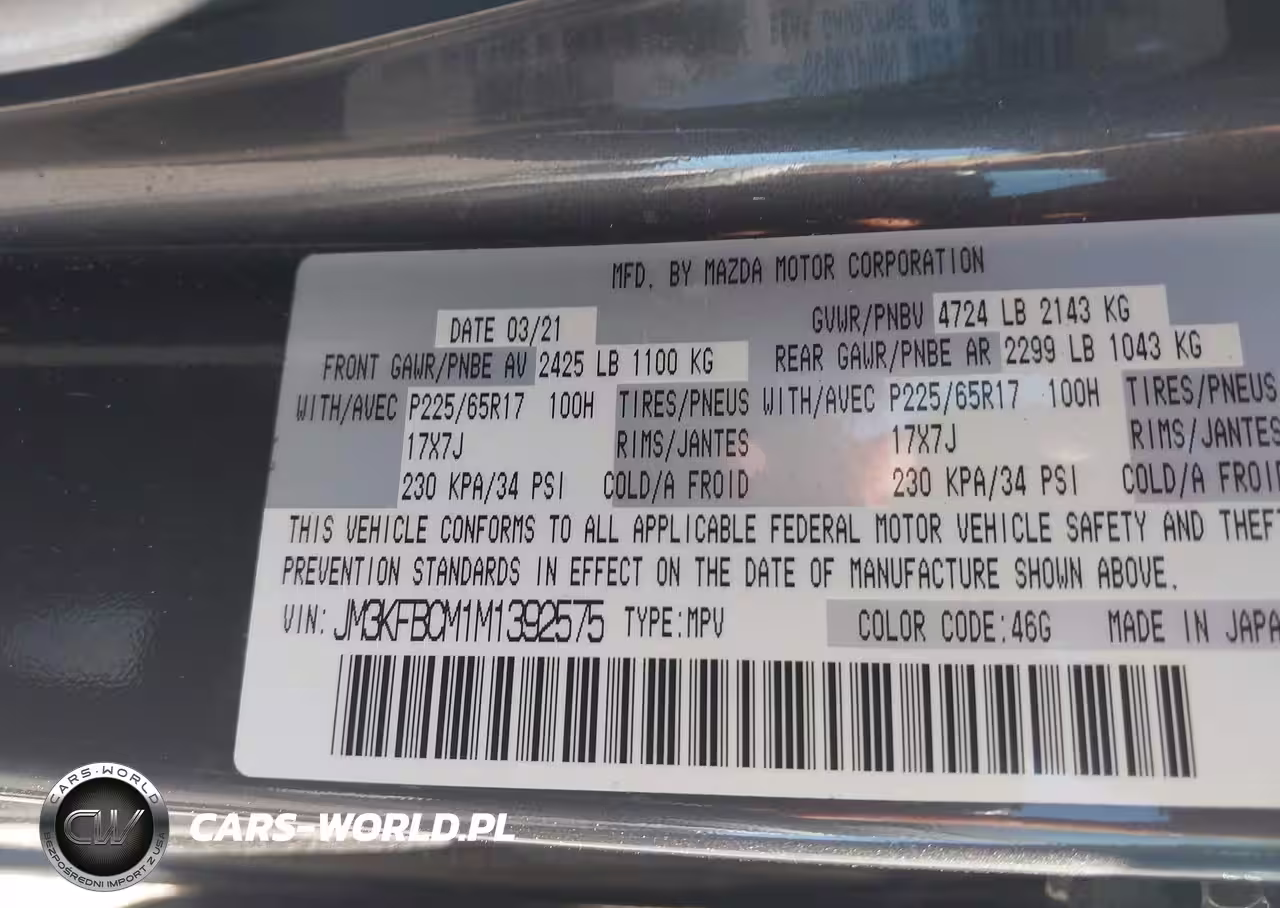 MFD. BY MAZDA MOTOR CORPORATION
DATE 03/21 GVWR/PNBV 4724 LB 2143 KG
FRONT GAWR/PNBE AV 2425 LB 1100 KG REAR GAWR/PNBE AR 2299 LB 1043 KG
WITH/AVEC P225/65R17 100H TIRES/PNEUS WITH/AVEC P225/65R17 100H TIRES/PNEUS
17X7J RIMS/JANTES 17X7J RIMS/JANTES
230 KPA/34 PSI COLD/A FROID 230 KPA/34 PSI COLD/A FROI
THIS VEHICLE CONFORMS TO ALL APPLICABLE FEDERAL MOTOR VEHICLE SAFETY AND THEF
PREVENTION STANDARDS IN EFFECT ON THE DATE OF MANUFACTURE SHOWN ABOVE.
VIN: JM3KFBCM1M1392575 TYPE:MPV COLOR CODE:46G MADE IN JAPA
CARS-WORLD
CW
BEZPOŚREDNI IMPORT Z USA
CARS-WORLD.PL